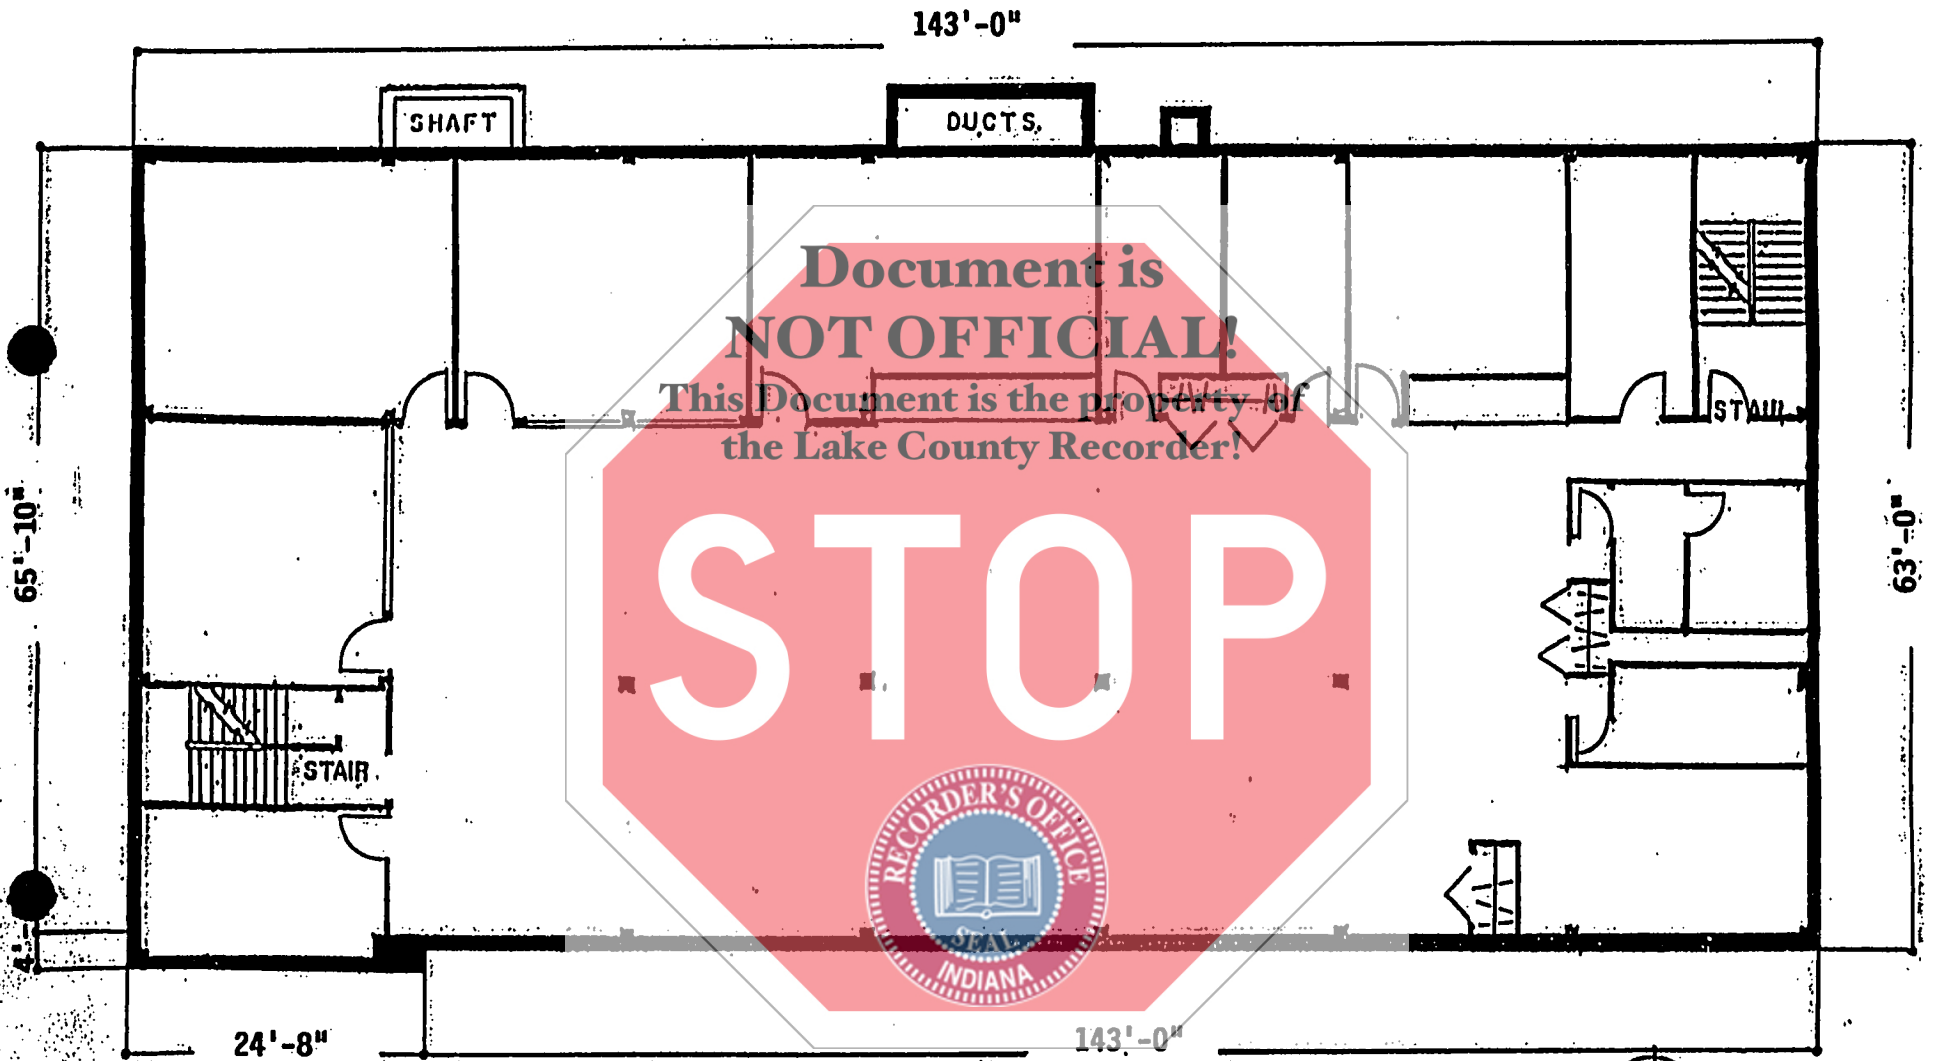 143'-0"
SHAFT
DUCTS
Document is
NOT OFFICIAL!
This Document is the property of
the Lake County Recorder!
STAIR
65'-10"
63'-0"
STOP
STAIR
RECORDER'S OFFICE
SEAL
INDIANA
4'-
24'-8"
143'-0"